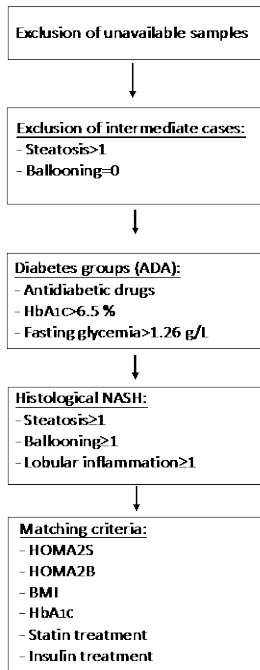 Exclusion of unavailable samples
Exclusion of intermediate cases:
- Steatosis>1
- Ballooning=0
Diabetes groups (ADA):
- Antidiabetic drugs
- HbA1c>6.5 %
- Fasting glycemia>1.26 g/L
Histological NASH:
- Steatosis≥1
- Ballooning≥1
- Lobular inflammation≥1
Matching criteria:
- HOMA2S
- HOMA2B
- BMI
- HbA1c
- Statin treatment
- Insulin treatment